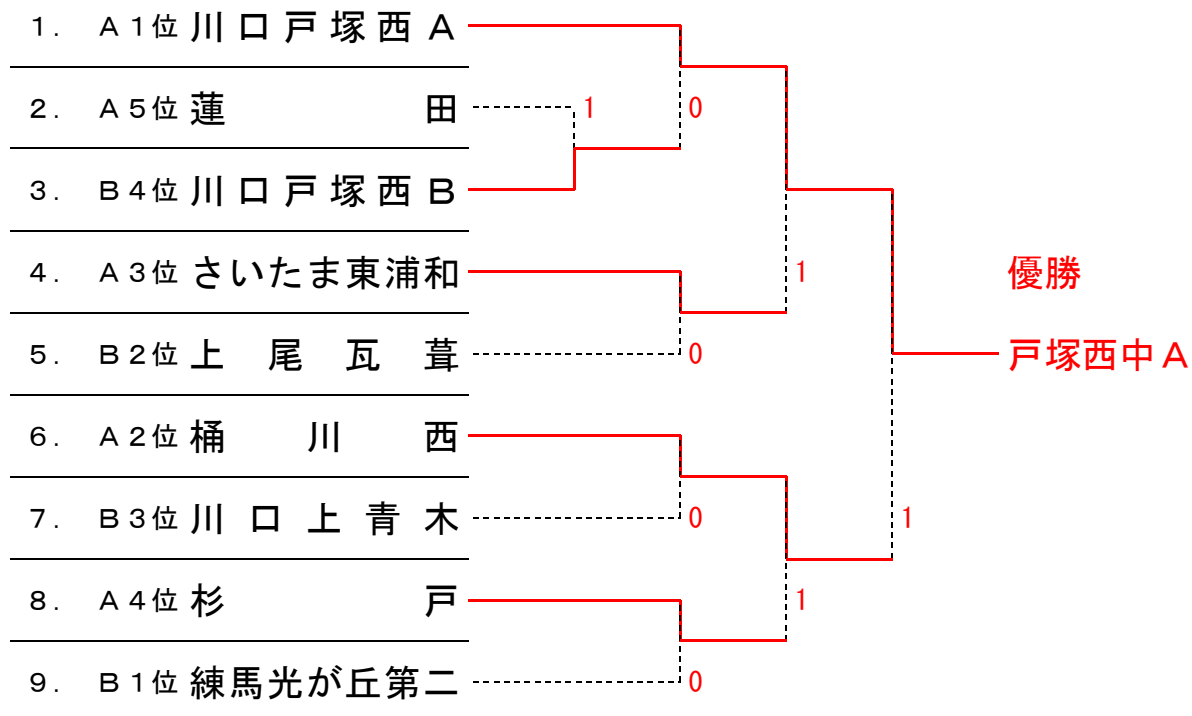 1. A1位 川口戸塚西A
2. A5位 蓮田 1 0
3. B4位 川口戸塚西B
4. A3位 さいたま東浦和 1 優勝
5. B2位 上尾瓦葺 0 戸塚西中A
6. A2位 桶川西
7. B3位 川口上青木 0 1
8. A4位 杉戸 1
9. B1位 練馬光が丘第二 0